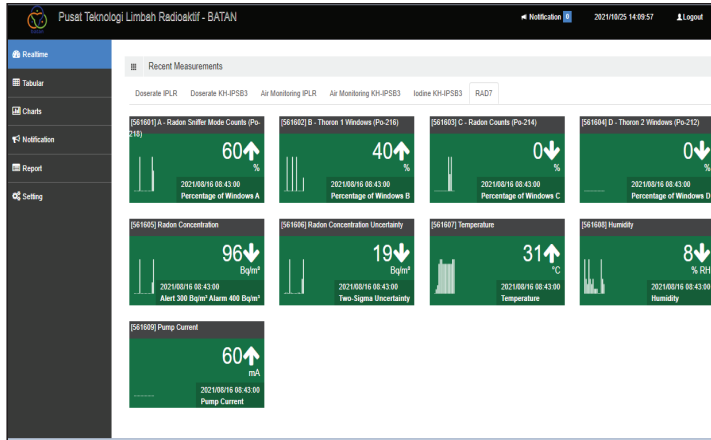 Pusat Teknologi Limbah Radioaktif - BATAN
Notification 0
2021/10/25 14:09:57
Logout
Realtime
Tabular
Charts
Notification
Report
Setting
Recent Measurements
Doserate IPLR
Doserate KH-IPSB3
Air Monitoring IPLR
Air Monitoring KH-IPSB3
Iodine KH-IPSB3
RAD7
[561601] A - Radon Sniffer Mode Counts (Po-
218)
60
%
2021/08/16 08:43:00
Percentage of Windows A
[561602] B - Thoron 1 Windows (Po-216)
40
%
2021/08/16 08:43:00
Percentage of Windows B
[561603] C - Radon Counts (Po-214)
0
%
2021/08/16 08:43:00
Percentage of Windows C
[561604] D - Thoron 2 Windows (Po-212)
0
%
2021/08/16 08:43:00
Percentage of Windows D
[561605] Radon Concentration
96
Bq/m³
2021/08/16 08:43:00
Alert 300 Bq/m³ Alarm 400 Bq/m³
[561606] Radon Concentration Uncertainty
19
Bq/m³
2021/08/16 08:43:00
Two-Sigma Uncertainty
[561607] Temperature
31
°C
2021/08/16 08:43:00
Temperature
[561608] Humidity
8
% RH
2021/08/16 08:43:00
Humidity
[561609] Pump Current
60
mA
2021/08/16 08:43:00
Pump Current